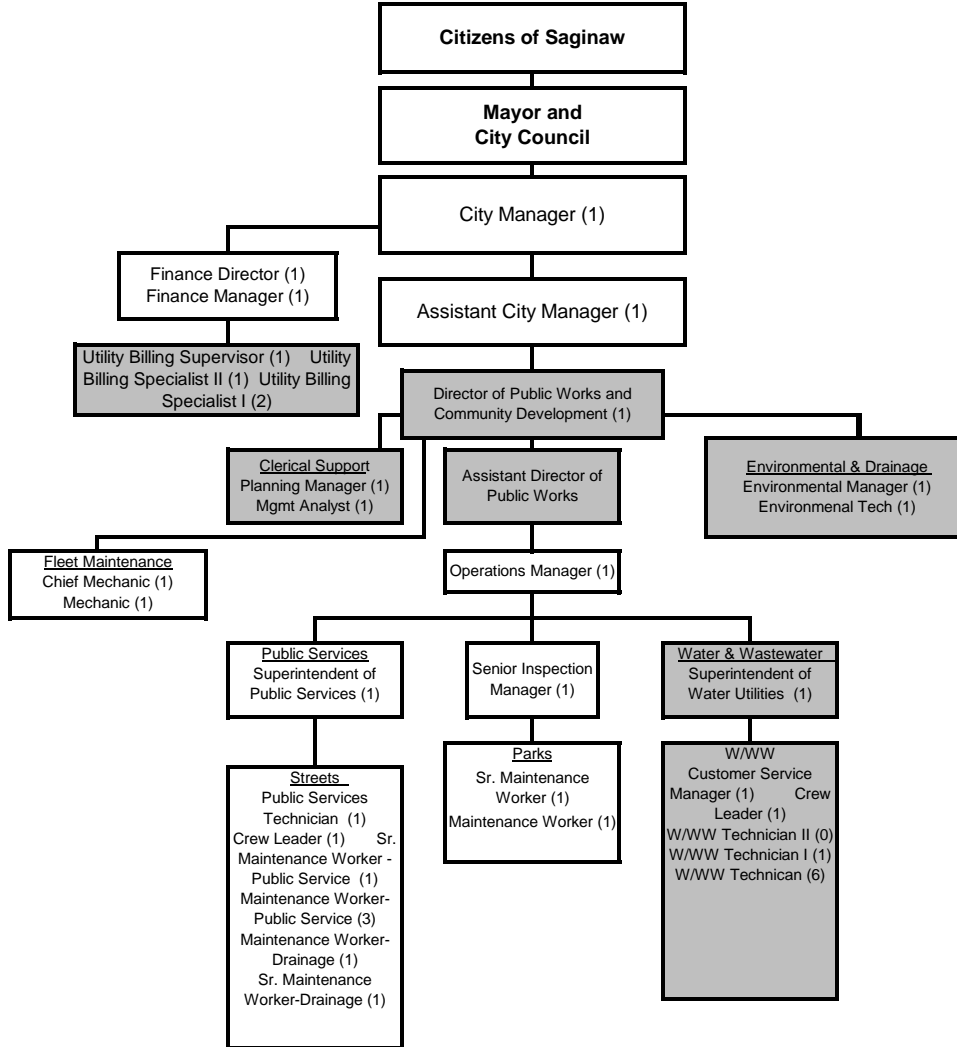 Citizens of Saginaw
Mayor and
City Council
City Manager (1)
Finance Director (1)
Finance Manager (1)
Assistant City Manager (1)
Utility Billing Supervisor (1) Utility
Billing Specialist II (1) Utility Billing
Specialist I (2)
Director of Public Works and
Community Development (1)
Clerical Support
Planning Manager (1)
Mgmt Analyst (1)
Assistant Director of
Public Works
Environmental & Drainage
Environmental Manager (1)
Environmenal Tech (1)
Fleet Maintenance
Chief Mechanic (1)
Mechanic (1)
Operations Manager (1)
Public Services
Superintendent of
Public Services (1)
Senior Inspection
Manager (1)
Water & Wastewater
Superintendent of
Water Utilities (1)
Streets
Public Services
Technician (1)
Crew Leader (1) Sr.
Maintenance Worker -
Public Service (1)
Maintenance Worker-
Public Service (3)
Maintenance Worker-
Drainage (1)
Sr. Maintenance
Worker-Drainage (1)
Parks
Sr. Maintenance
Worker (1)
Maintenance Worker (1)
W/WW
Customer Service
Manager (1) Crew
Leader (1)
W/WW Technician II (0)
W/WW Technician I (1)
W/WW Technican (6)